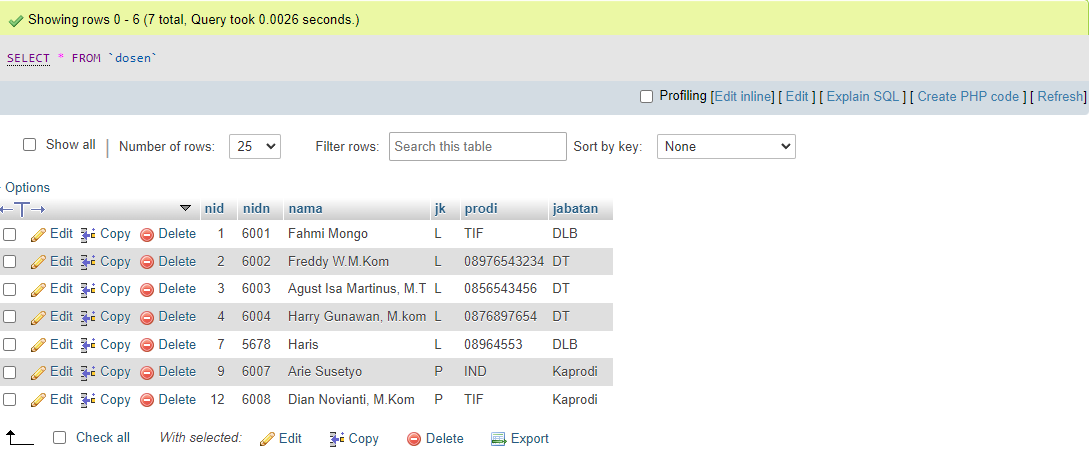 Showing rows 0 - 6 (7 total, Query took 0.0026 seconds.)
SELECT * FROM `dosen`
Profiling [Edit inline] [ Edit ] [ Explain SQL ] [ Create PHP code ] [ Refresh]
Show all | Number of rows: 25 Filter rows: Search this table Sort by key: None
Options
nid nidn nama jk prodi jabatan
Edit Copy Delete 1 6001 Fahmi Mongo L TIF DLB
Edit Copy Delete 2 6002 Freddy W.M.Kom L 08976543234 DT
Edit Copy Delete 3 6003 Agust Isa Martinus, M.T L 0856543456 DT
Edit Copy Delete 4 6004 Harry Gunawan, M.kom L 0876897654 DT
Edit Copy Delete 7 5678 Haris L 08964553 DLB
Edit Copy Delete 9 6007 Arie Susetyo P IND Kaprodi
Edit Copy Delete 12 6008 Dian Novianti, M.Kom P TIF Kaprodi
Check all With selected: Edit Copy Delete Export